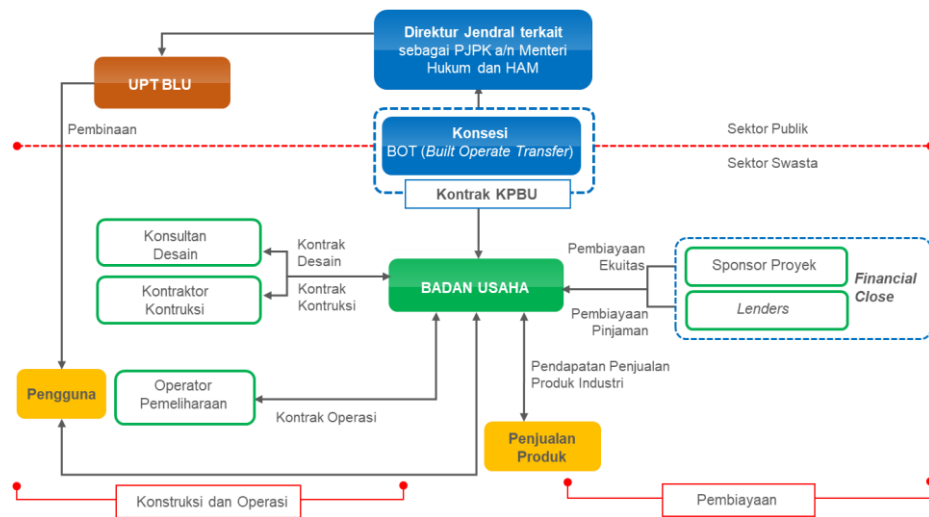 Direktur Jendral terkait
sebagai PJPK a/n Menteri
Hukum dan HAM
UPT BLU
Pembinaan
Konsesi
BOT (Built Operate Transfer)
Kontrak KPBU
Sektor Publik
Sektor Swasta
Konsultan
Desain
Kontrak
Desain
Kontraktor
Kontruksi
Kontrak
Kontruksi
BADAN USAHA
Pembiayaan
Ekuitas
Pembiayaan
Pinjaman
Sponsor Proyek
Lenders
Financial
Close
Pengguna
Operator
Pemeliharaan
Kontrak Operasi
Pendapatan Penjualan
Produk Industri
Penjualan
Produk
Konstruksi dan Operasi
Pembiayaan